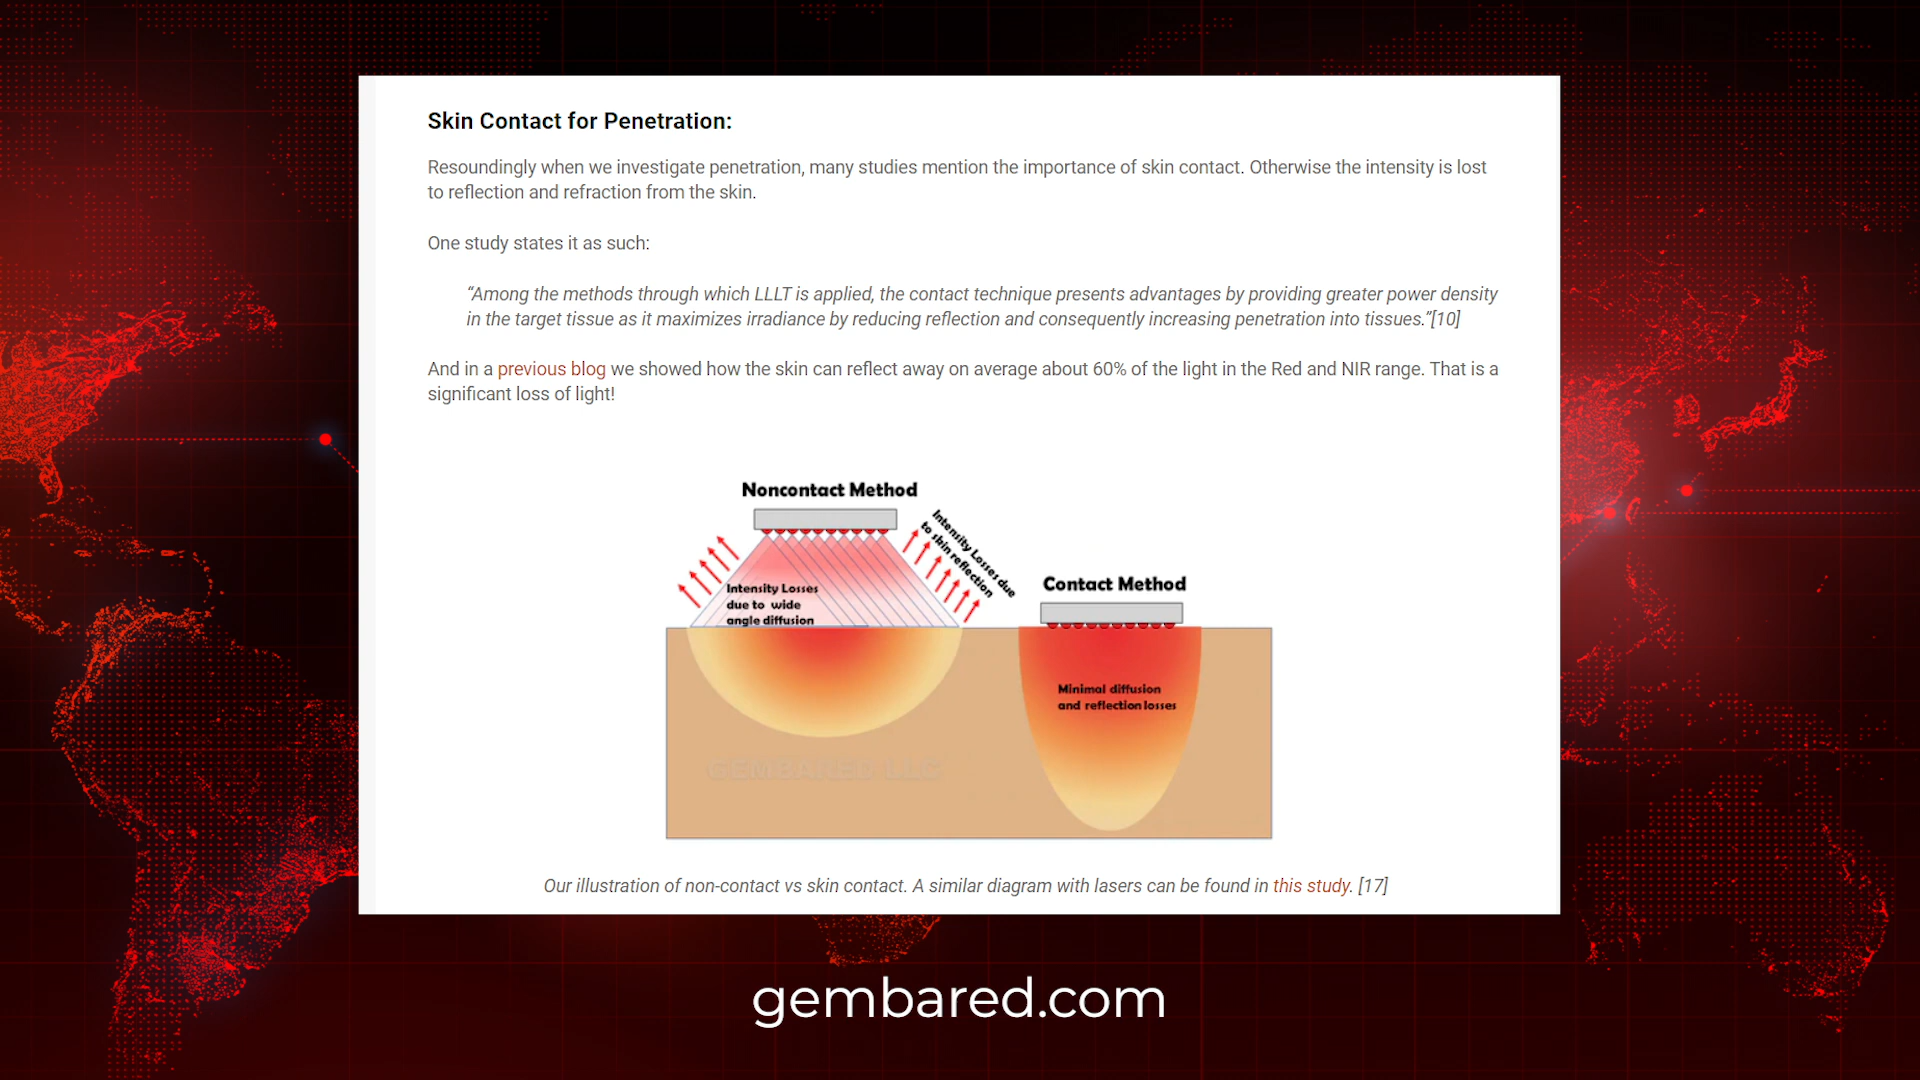 Skin Contact for Penetration:
Resoundingly when we investigate penetration, many studies mention the importance of skin contact. Otherwise the intensity is lost
to reflection and refraction from the skin.
One study states it as such:
“Among the methods through which LLLT is applied, the contact technique presents advantages by providing greater power density
in the target tissue as it maximizes irradiance by reducing reflection and consequently increasing penetration into tissues.”[10]
And in a previous blog we showed how the skin can reflect away on average about 60% of the light in the Red and NIR range. That is a
significant loss of light!
Noncontact Method
Intensity Losses due
to skin reflection
Intensity Losses
due to wide
angle diffusion
Contact Method
Minimal diffusion
and reflection losses
GEMBARED LLC
Our illustration of non-contact vs skin contact. A similar diagram with lasers can be found in this study. [17]
gembared.com